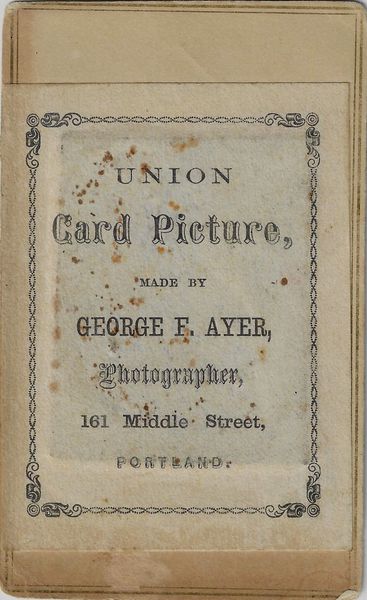 UNION
Card Picture,
MADE BY
GEORGE F. AYER,
Photographer,
161 Middle Street,
PORTLAND.